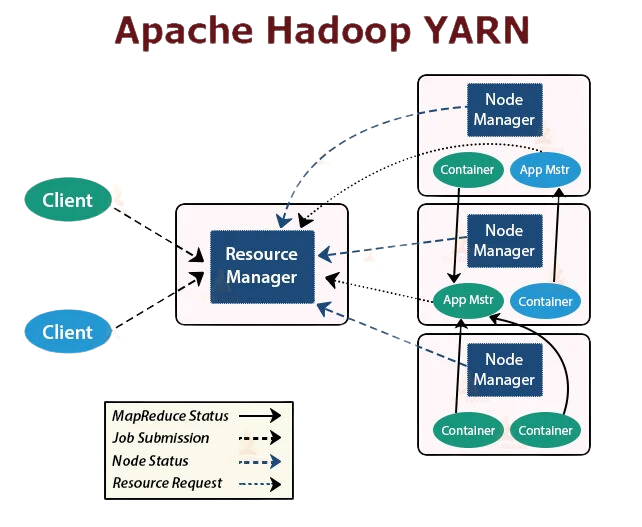 Apache Hadoop YARN
Node
Manager
Container
App Mstr
Client
Resource
Manager
Node
Manager
App Mstr
Container
Client
Node
Manager
Container
Container
MapReduce Status
Job Submission
Node Status
Resource Request